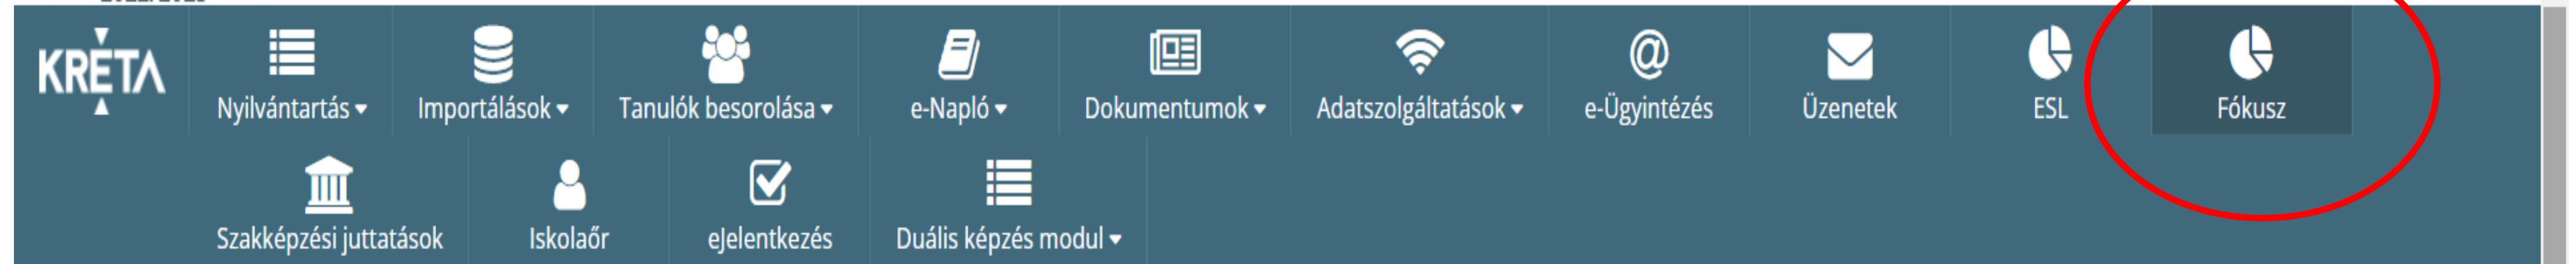 KRÉTA
Nyilvántartás Importálások Tanulók besorolása e-Napló Dokumentumok Adatszolgáltatások e-Ügyintézés Üzenetek ESL Fókusz
Szakképzési juttatások Iskolaőr eJelentkezés Duális képzés modul